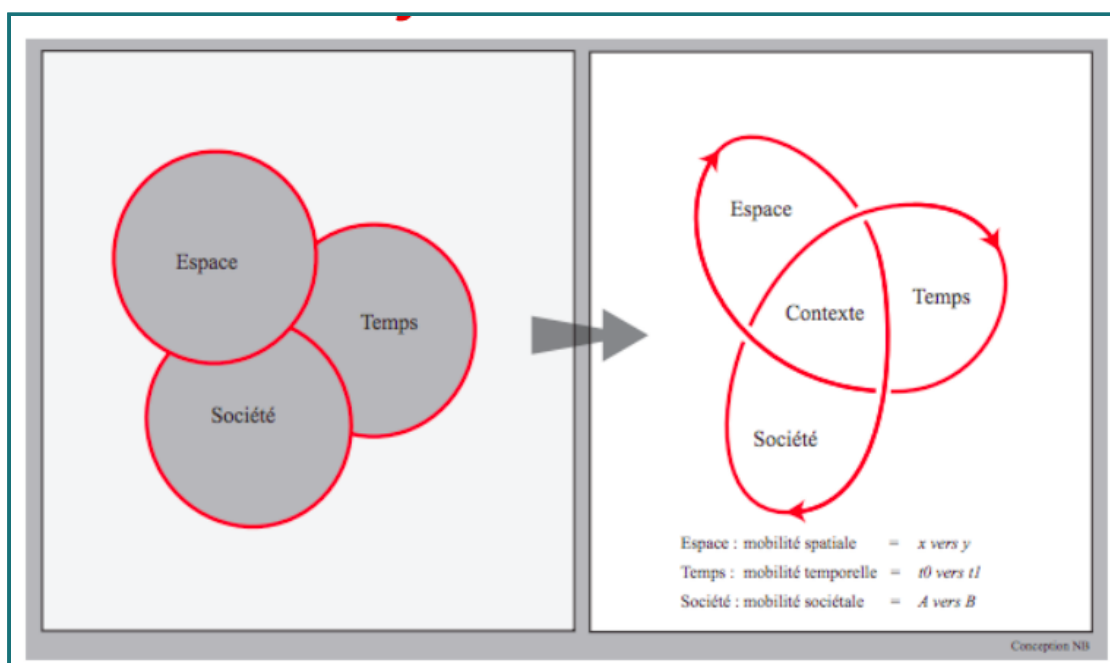 Espace
Temps
Société
Espace
Temps
Contexte
Société
Espace : mobilité spatiale = x vers y
Temps : mobilité temporelle = t0 vers t1
Société : mobilité sociétale = A vers B
Conception NB